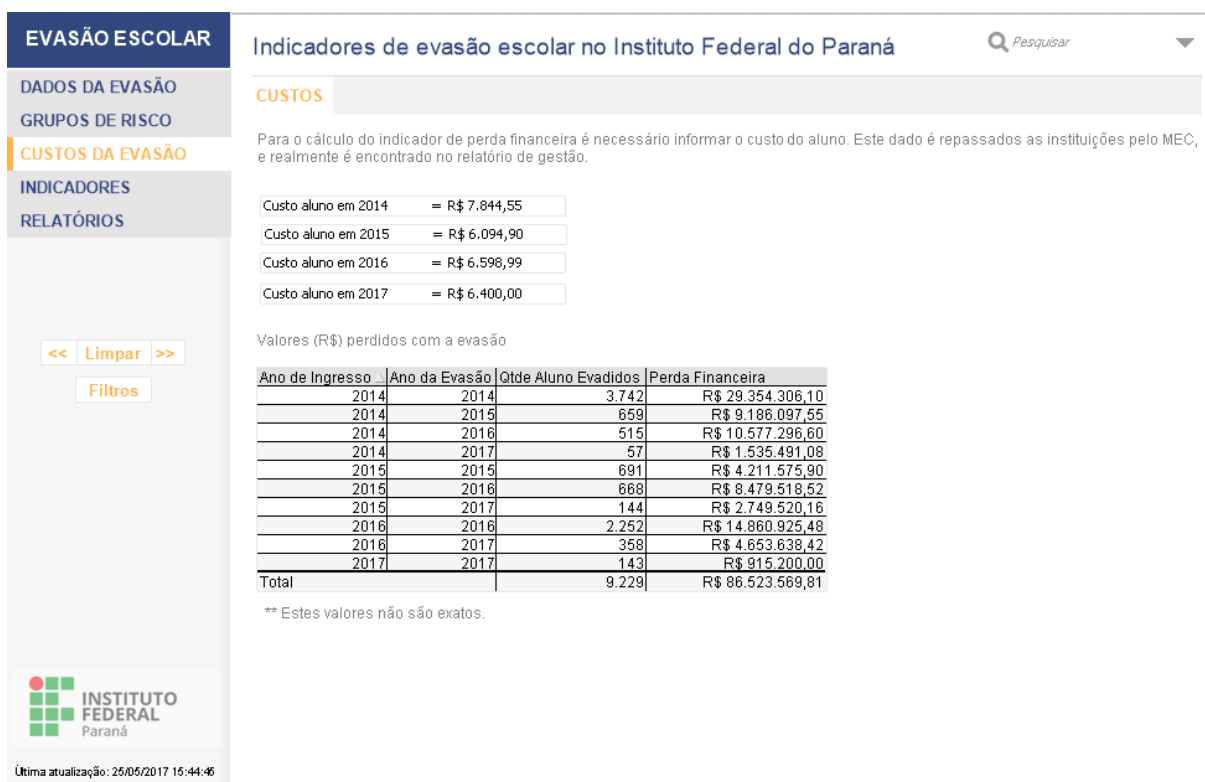 EVASÃO ESCOLAR
Indicadores de evasão escolar no Instituto Federal do Paraná
Pesquisar
DADOS DA EVASÃO
GRUPOS DE RISCO
CUSTOS DA EVASÃO
INDICADORES
RELATÓRIOS
<< Limpar >>
Filtros
CUSTOS
Para o cálculo do indicador de perda financeira é necessário informar o custo do aluno. Este dado é repassados as instituições pelo MEC,
e realmente é encontrado no relatório de gestão.
Custo aluno em 2014 = R$ 7.844,55
Custo aluno em 2015 = R$ 6.094,90
Custo aluno em 2016 = R$ 6.598,99
Custo aluno em 2017 = R$ 6.400,00
Valores (R$) perdidos com a evasão
Ano de Ingresso Ano da Evasão Qtde Aluno Evadidos Perda Financeira
2014 2014 3.742 R$ 29.354.306,10
2014 2015 659 R$ 9.186.097,55
2014 2016 515 R$ 10.577.296,60
2014 2017 57 R$ 1.535.491,08
2015 2015 691 R$ 4.211.575,90
2015 2016 668 R$ 8.479.518,52
2015 2017 144 R$ 2.749.520,16
2016 2016 2.252 R$ 14.860.925,48
2016 2017 358 R$ 4.653.638,42
2017 2017 143 R$ 915.200,00
Total 9.229 R$ 86.523.569,81
** Estes valores não são exatos.
INSTITUTO
FEDERAL
Paraná
Última atualização: 25/05/2017 15:44:46